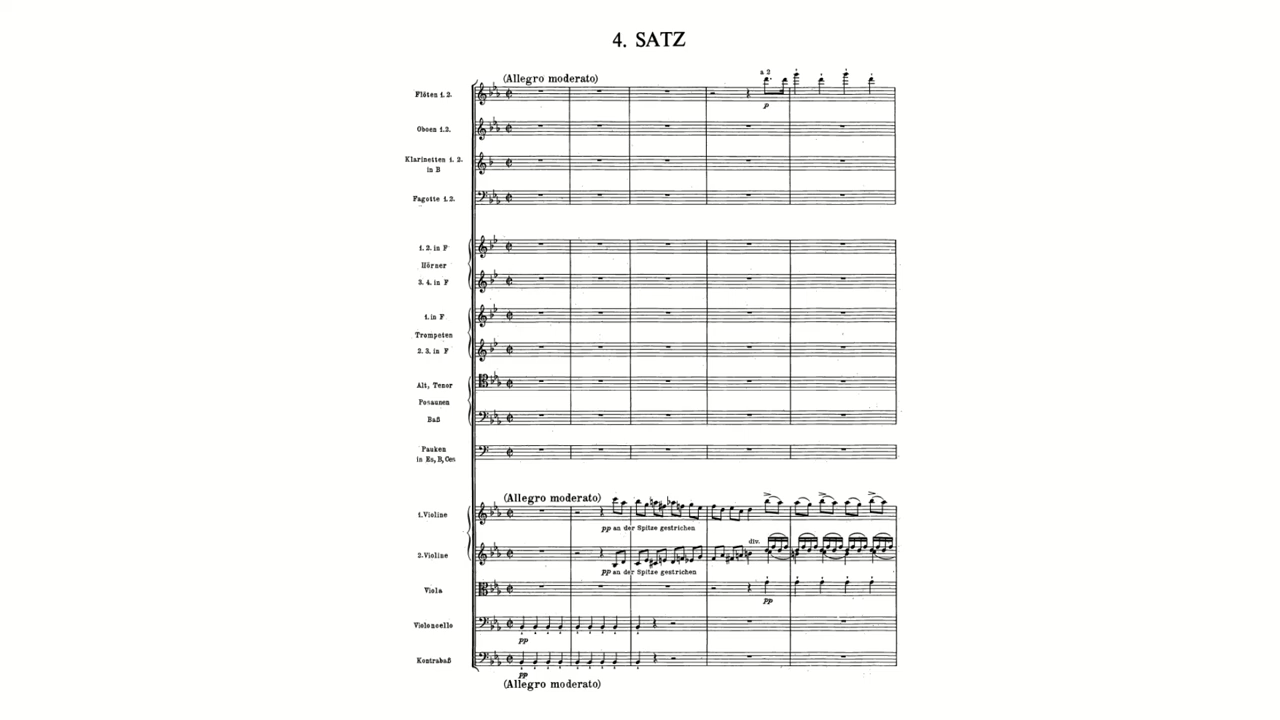 4. SATZ
(Allegro moderato)
a 2
Flöten 1. 2.
p
Oboen 1.2.
Klarinetten 1. 2.
in B
Fagotte 1.2.
1. 2. in F
Hörner
3. 4. in F
1. in F
Trompeten
2. 3. in F
Alt, Tenor
Posaunen
Baß
Pauken
in Es, B, Ces
(Allegro moderato)
1.Violine
pp an der Spitze gestrichen
div.
2.Violine
pp an der Spitze gestrichen
Viola
pp
Violoncello
pp
Kontrabaß
pp
(Allegro moderato)